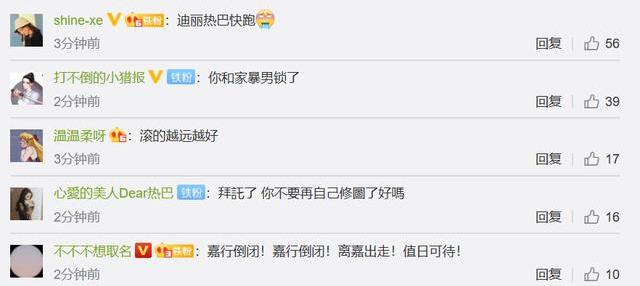 shine-xe 铁粉：迪丽热巴快跑
3分钟前 回复 56
打不倒的小猎报 铁粉：你和家暴男锁了
2分钟前 回复 39
温温柔呀：滚的越远越好
3分钟前 回复 17
心愛的美人Dear热巴 铁粉：拜託了 你不要再自己修圖了好嗎
2分钟前 回复 16
不不不想取名 铁粉：嘉行倒闭！嘉行倒闭！离嘉出走！值日可待！
2分钟前 回复 10